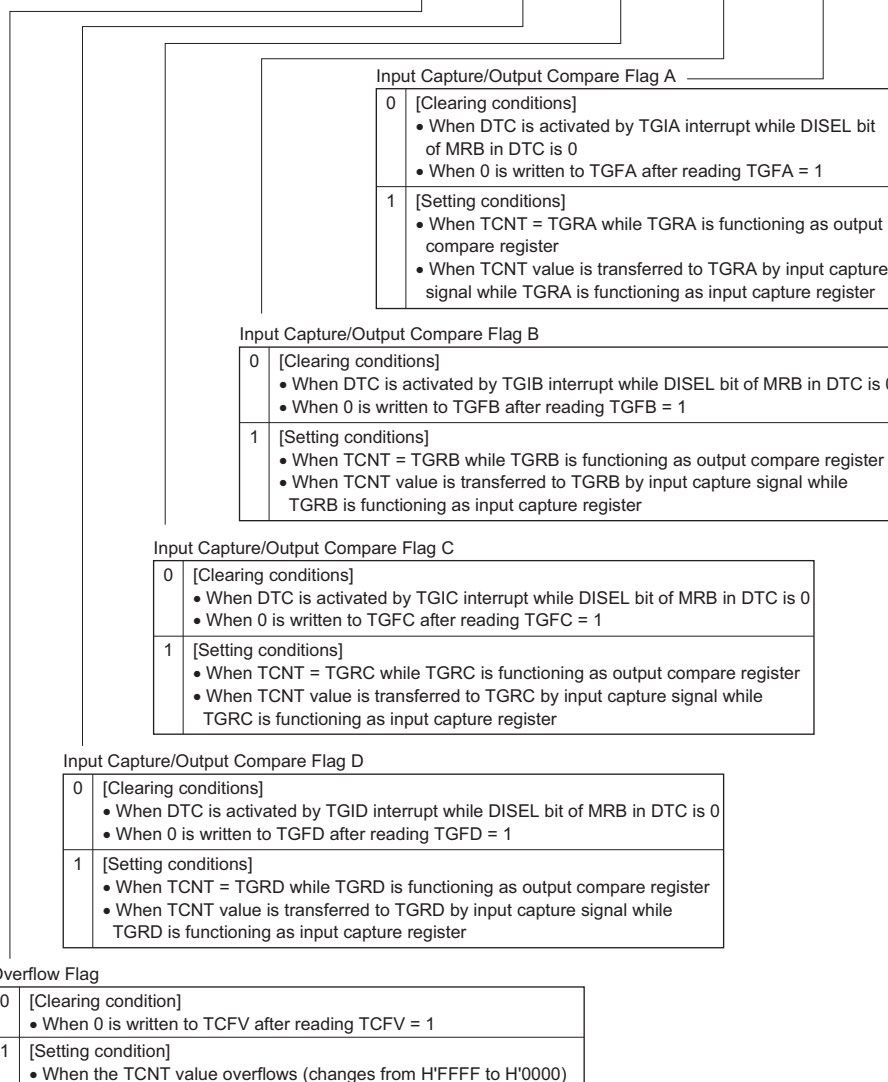 Input Capture/Output Compare Flag A
0 [Clearing conditions]
• When DTC is activated by TGIA interrupt while DISEL bit
of MRB in DTC is 0
• When 0 is written to TGFA after reading TGFA = 1
1 [Setting conditions]
• When TCNT = TGRA while TGRA is functioning as output
compare register
• When TCNT value is transferred to TGRA by input capture
signal while TGRA is functioning as input capture register
Input Capture/Output Compare Flag B
0 [Clearing conditions]
• When DTC is activated by TGIB interrupt while DISEL bit of MRB in DTC is 0
• When 0 is written to TGFB after reading TGFB = 1
1 [Setting conditions]
• When TCNT = TGRB while TGRB is functioning as output compare register
• When TCNT value is transferred to TGRB by input capture signal while
TGRB is functioning as input capture register
Input Capture/Output Compare Flag C
0 [Clearing conditions]
• When DTC is activated by TGIC interrupt while DISEL bit of MRB in DTC is 0
• When 0 is written to TGFC after reading TGFC = 1
1 [Setting conditions]
• When TCNT = TGRC while TGRC is functioning as output compare register
• When TCNT value is transferred to TGRC by input capture signal while
TGRC is functioning as input capture register
Input Capture/Output Compare Flag D
0 [Clearing conditions]
• When DTC is activated by TGID interrupt while DISEL bit of MRB in DTC is 0
• When 0 is written to TGFD after reading TGFD = 1
1 [Setting conditions]
• When TCNT = TGRD while TGRD is functioning as output compare register
• When TCNT value is transferred to TGRD by input capture signal while
TGRD is functioning as input capture register
Overflow Flag
0 [Clearing condition]
• When 0 is written to TCFV after reading TCFV = 1
1 [Setting condition]
• When the TCNT value overflows (changes from H'FFFF to H'0000)